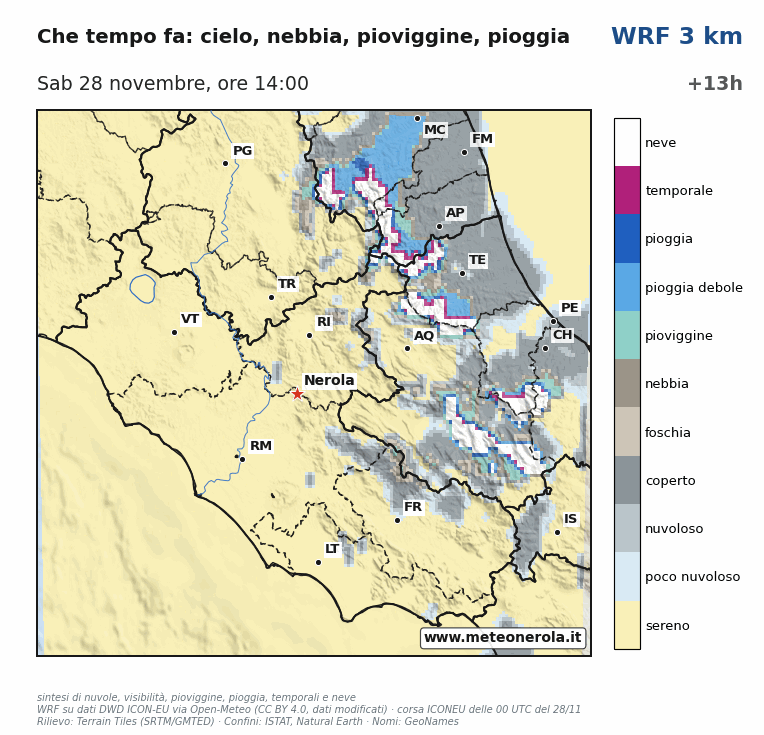 Che tempo fa: cielo, nebbia, pioviggine, pioggia
WRF 3 km
Sab 28 novembre, ore 14:00
+13h
MC
FM
PG
AP
TE
TR
PE
VT
RI
AQ
CH
Nerola
RM
FR
IS
LT
www.meteonerola.it
neve
temporale
pioggia
pioggia debole
pioviggine
nebbia
foschia
coperto
nuvoloso
poco nuvoloso
sereno
sintesi di nuvole, visibilità, pioviggine, pioggia, temporali e neve
WRF su dati DWD ICON-EU via Open-Meteo (CC BY 4.0, dati modificati) · corsa ICONEU delle 00 UTC del 28/11
Rilievo: Terrain Tiles (SRTM/GMTED) · Confini: ISTAT, Natural Earth · Nomi: GeoNames